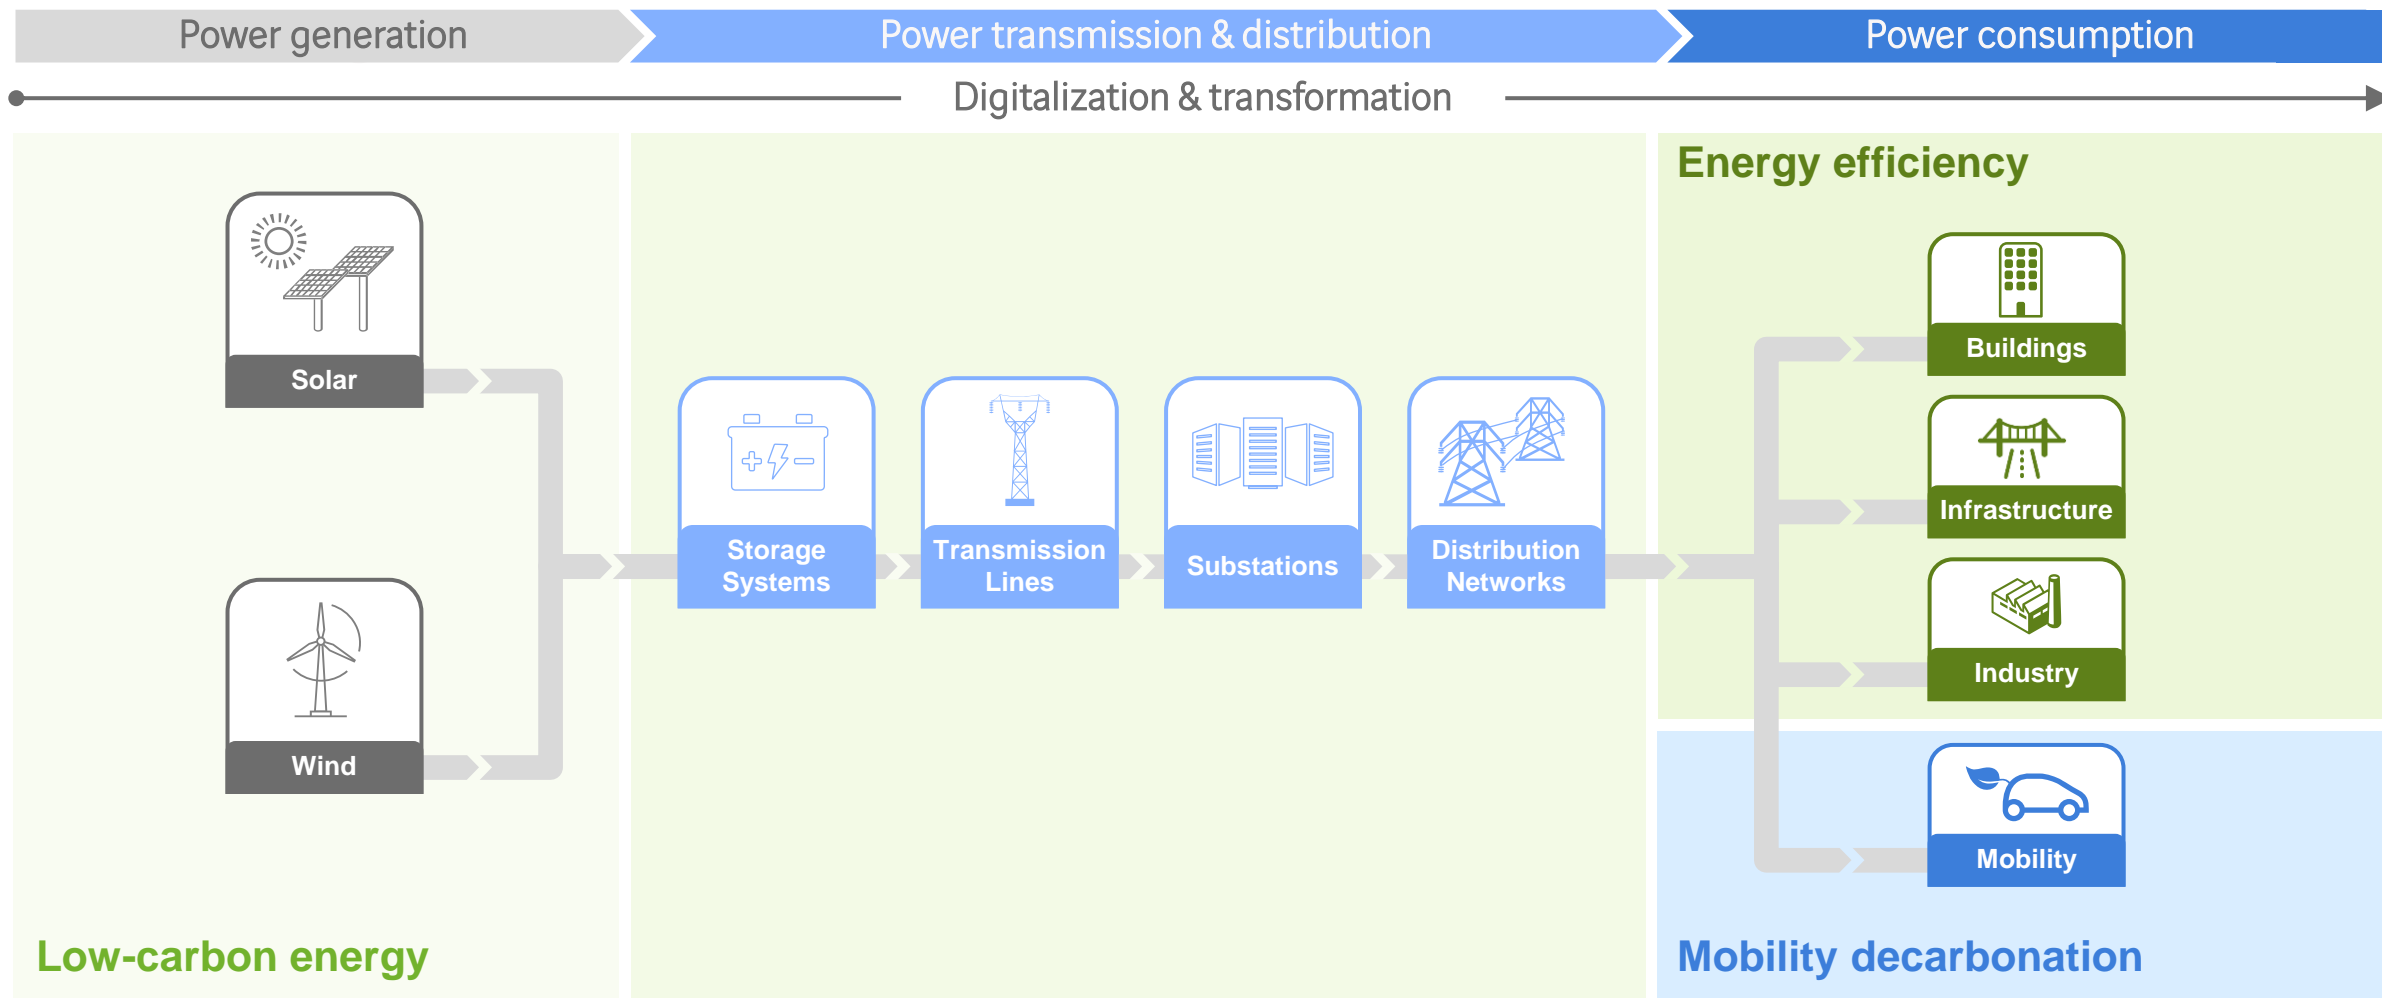 Power generation
Power transmission & distribution
Power consumption
Digitalization & transformation
Energy efficiency
Solar
Wind
Storage
Systems
Transmission
Lines
Substations
Distribution
Networks
Buildings
Infrastructure
Industry
Mobility
Low-carbon energy
Mobility decarbonation